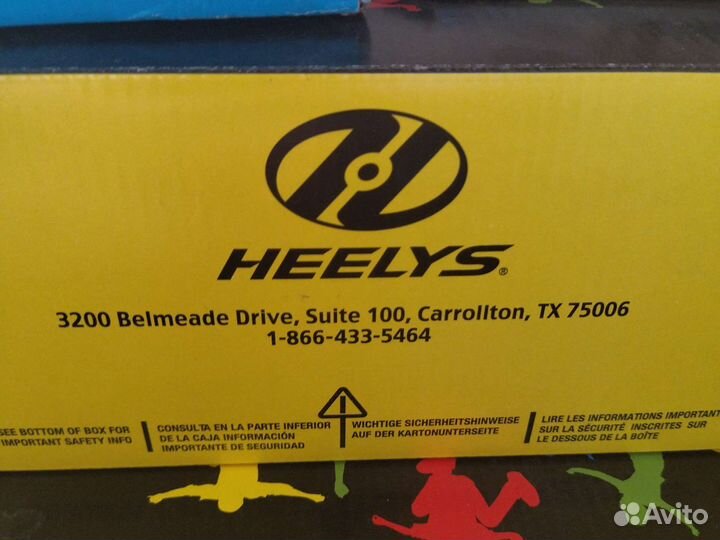 HEELYS®
3200 Belmeade Drive, Suite 100, Carrollton, TX 75006
1-866-433-5464
SEE BOTTOM OF BOX FOR
IMPORTANT SAFETY INFO
CONSULTA EN LA PARTE INFERIOR
DE LA CAJA INFORMACIÓN
IMPORTANTE DE SEGURIDAD
WICHTIGE SICHERHEITSHINWEISE
AUF DER KARTONUNTERSEITE
LIRE LES INFORMATIONS IMPORTANT
SUR LA SÉCURITÉ INSCRITES SUR
LE DESSOUS DE LA BOÎTE
Avito